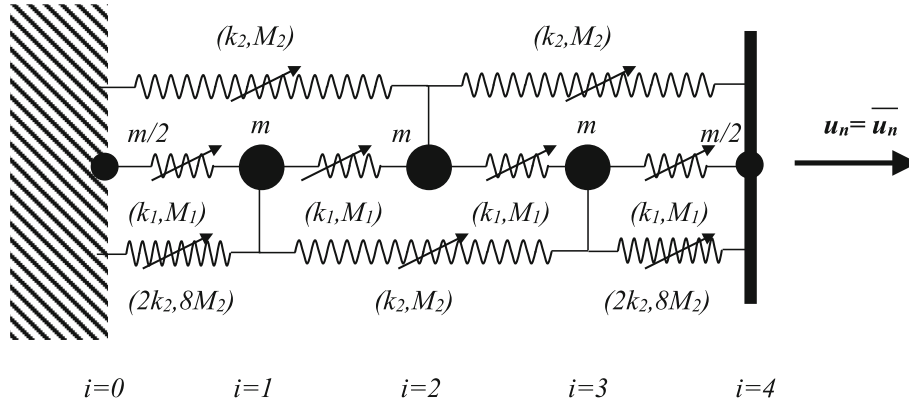 (k₂,M₂) (k₂,M₂)
m/2 m m m m/2 uₙ= u̅ₙ̅
(k₁,M₁) (k₁,M₁) (k₁,M₁) (k₁,M₁)
(2k₂,8M₂) (k₂,M₂) (2k₂,8M₂)
i=0 i=1 i=2 i=3 i=4